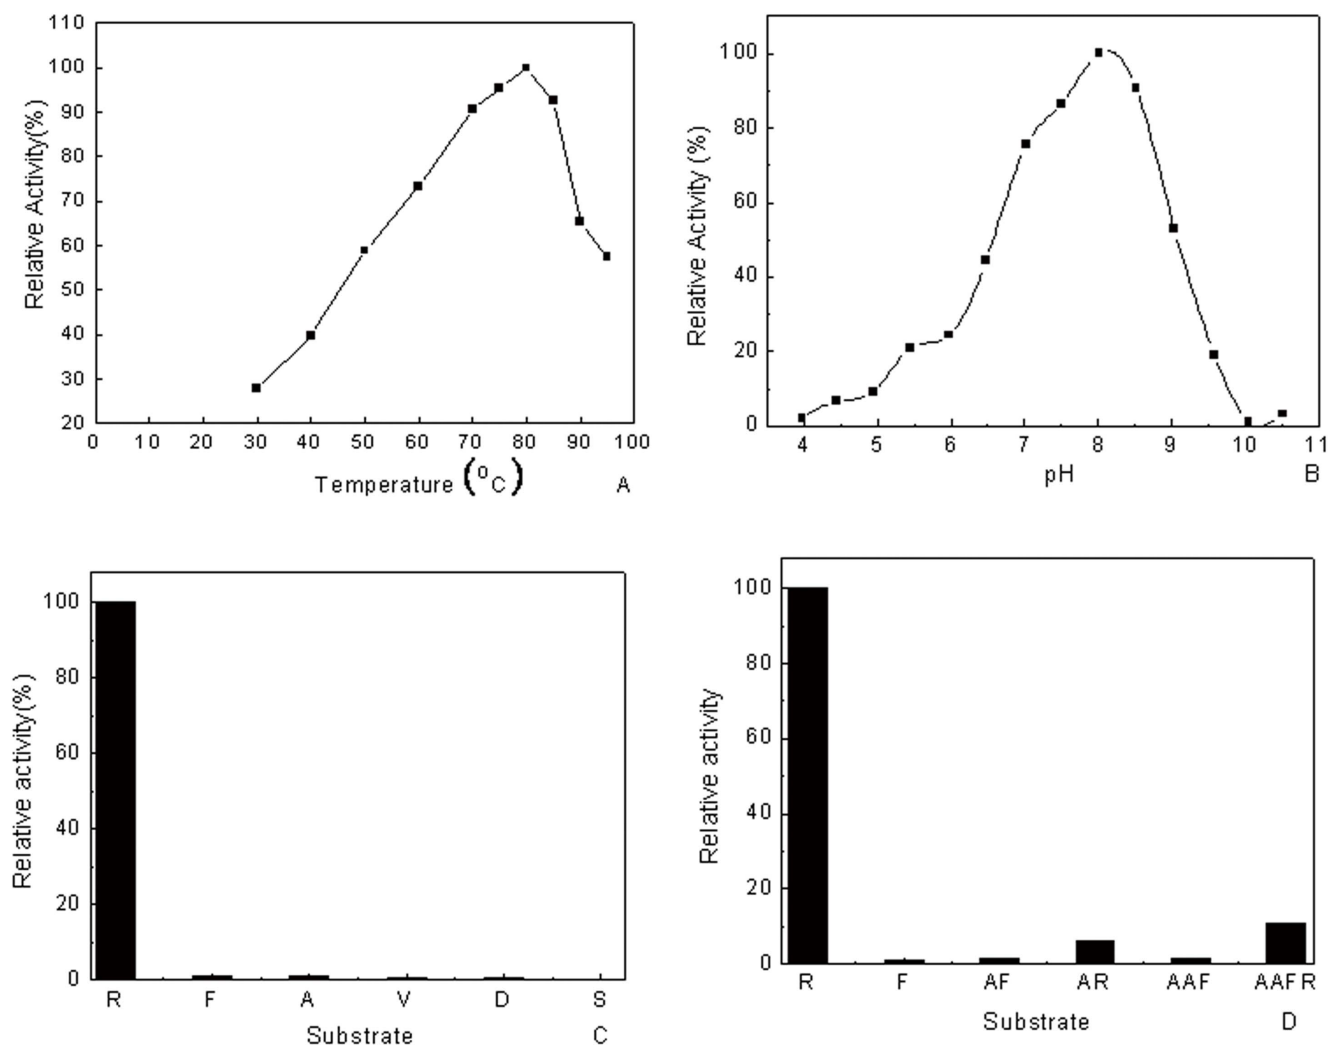 110
100
90
80
70
60
50
40
30
20
Relative Activity(%)
0 10 20 30 40 50 60 70 80 90 100
Temperature (⁰C) A
100
80
60
40
20
0
Relative Activity (%)
4 5 6 7 8 9 10 11
pH B
100
80
60
40
20
0
Relative activity(%)
R F A V D S
Substrate C
100
80
60
40
20
0
Relative activity
R F AF AR AAF AAFR
Substrate D